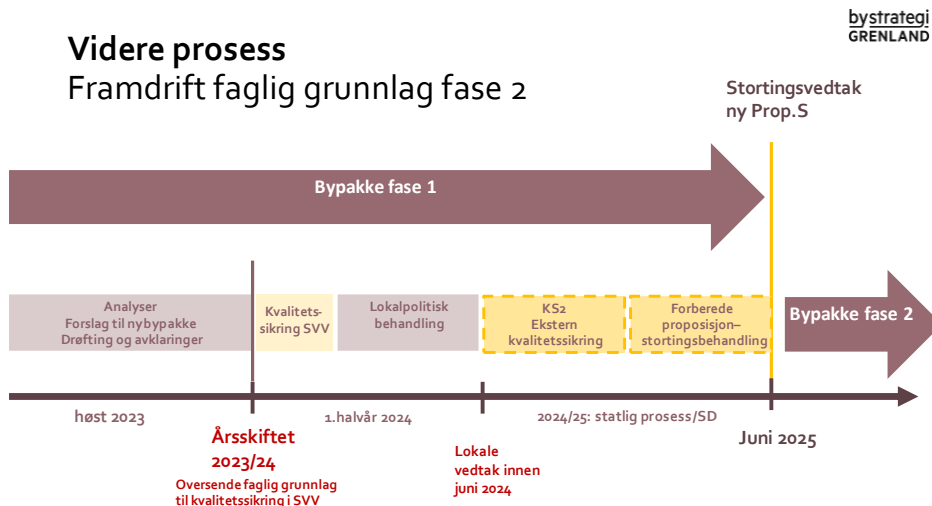 bystrategi
GRENLAND
Videre prosess
Framdrift faglig grunnlag fase 2
Stortingsvedtak
ny Prop.S
Bypakke fase 1
Analyser
Forslag til nybypakke
Drøfting og avklaringer
Kvalitets-
sikring SVV
Lokalpolitisk
behandling
KS2
Ekstern
kvalitetssikring
Forberede
proposisjon–
stortingsbehandling
Bypakke fase 2
høst 2023
1.halvår 2024
2024/25: statlig prosess/SD
Årsskiftet
2023/24
Oversende faglig grunnlag
til kvalitetssikring i SVV
Lokale
vedtak innen
juni 2024
Juni 2025